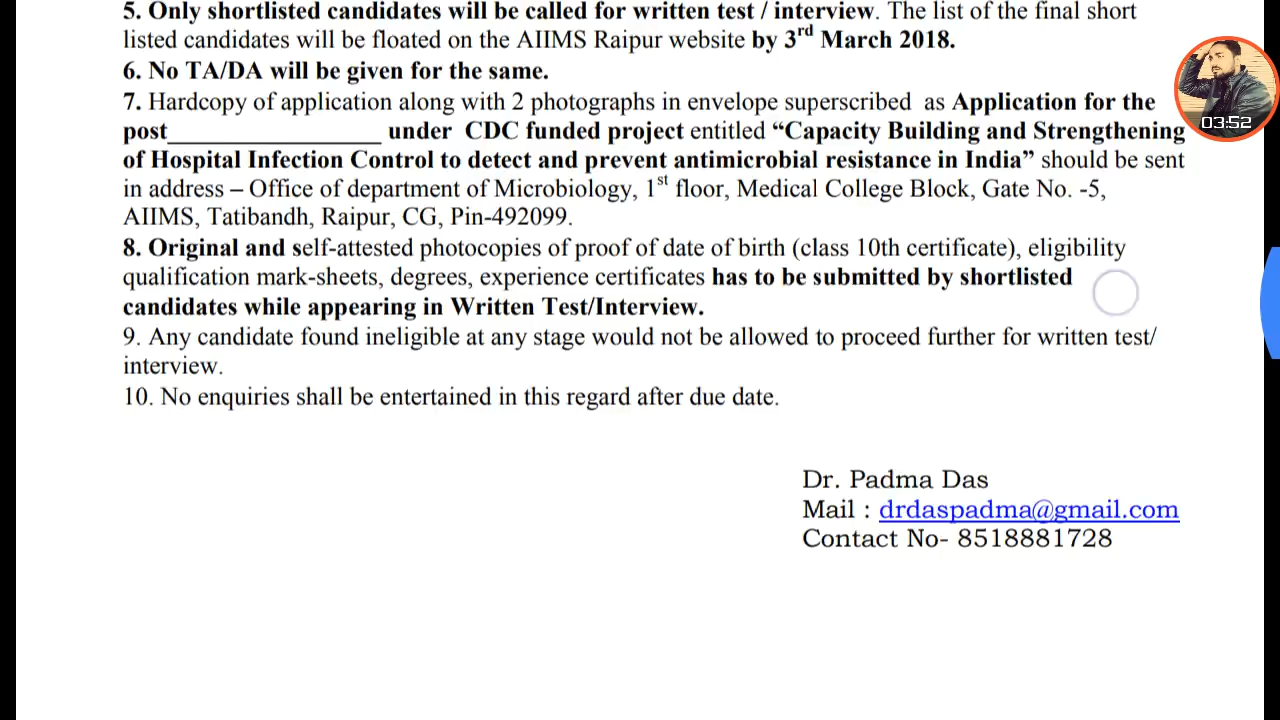 5. Only shortlisted candidates will be called for written test / interview. The list of the final short
listed candidates will be floated on the AIIMS Raipur website by 3rd March 2018.
6. No TA/DA will be given for the same.
7. Hardcopy of application along with 2 photographs in envelope superscribed as Application for the
post__________________ under CDC funded project entitled “Capacity Building and Strengthening
of Hospital Infection Control to detect and prevent antimicrobial resistance in India” should be sent
in address – Office of department of Microbiology, 1st floor, Medical College Block, Gate No. -5,
AIIMS, Tatibandh, Raipur, CG, Pin-492099.
8. Original and self-attested photocopies of proof of date of birth (class 10th certificate), eligibility
qualification mark-sheets, degrees, experience certificates has to be submitted by shortlisted
candidates while appearing in Written Test/Interview.
9. Any candidate found ineligible at any stage would not be allowed to proceed further for written test/
interview.
10. No enquiries shall be entertained in this regard after due date.
Dr. Padma Das
Mail : drdaspadma@gmail.com
Contact No- 8518881728
03:52